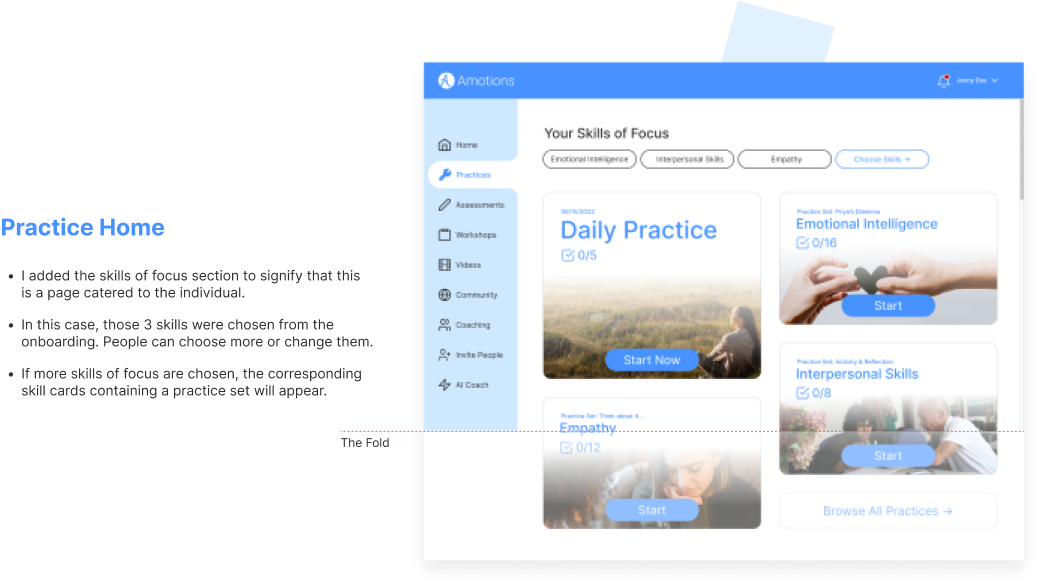 Practice Home
I added the skills of focus section to signify that this
is a page catered to the individual.
In this case, those 3 skills were chosen from the
onboarding. People can choose more or change them.
If more skills of focus are chosen, the corresponding
skill cards containing a practice set will appear.
The Fold
Amotions
Jenny Doe
Home
Practices
Assessments
Workshops
Videos
Community
Coaching
Invite People
AI Coach
Your Skills of Focus
Emotional Intelligence
Interpersonal Skills
Empathy
Choose Skills →
06/15/2022
Daily Practice
0/5
Start Now
Practice Set: Priya's Dilemma
Emotional Intelligence
0/16
Start
Practice Set: Activity & Reflection
Interpersonal Skills
0/8
Start
Practice Set: Think about it...
Empathy
0/12
Start
Browse All Practices →